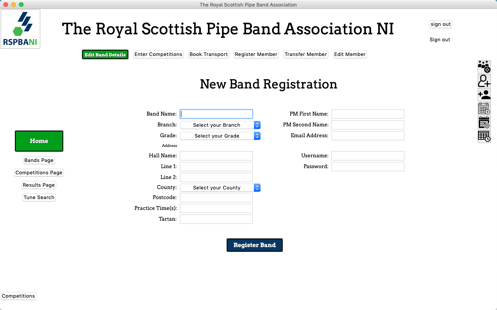 The Royal Scottish Pipe Band Association
RSPBANI
The Royal Scottish Pipe Band Association NI
sign out
Sign out
Edit Band Details
Enter Competitions
Book Transport
Register Member
Transfer Member
Edit Member
New Band Registration
Band Name:
PM First Name:
Branch: Select your Branch
PM Second Name:
Grade: Select your Grade
Email Address:
Address
Hall Name:
Username:
Line 1:
Password:
Line 2:
County: Select your County
Postcode:
Practice Time(s):
Tartan:
Home
Bands Page
Competitions Page
Results Page
Tune Search
Register Band
Competitions